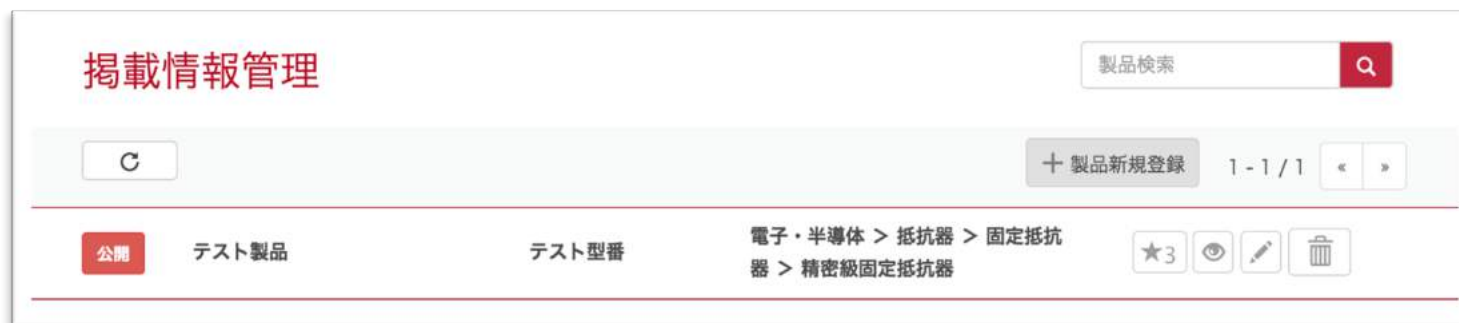 掲載情報管理
製品検索
製品新規登録 1 - 1 / 1 « »
公開 テスト製品 テスト型番 電子・半導体 > 抵抗器 > 固定抵抗
器 > 精密級固定抵抗器 ★3